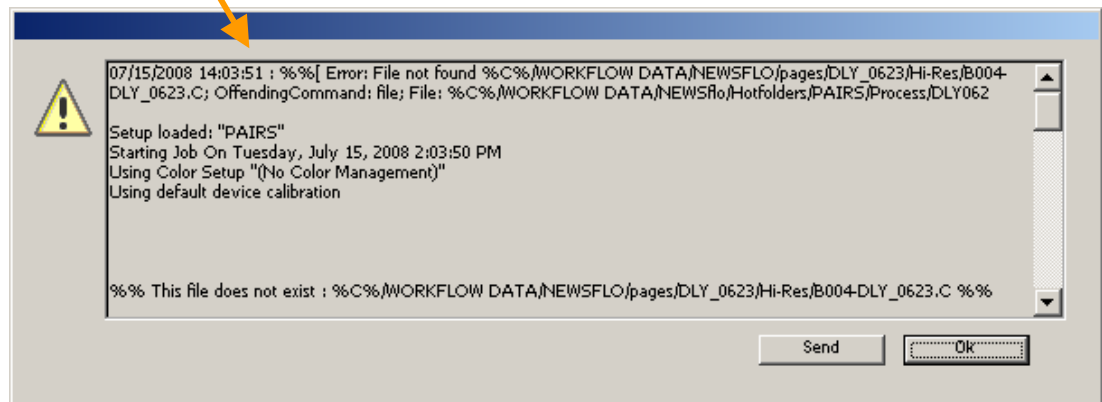 07/15/2008 14:03:51 : %%[ Error: File not found %C%/WORKFLOW DATA/NEWSFLO/pages/DLY_0623/Hi-Res/B004-
DLY_0623.C; OffendingCommand: file; File: %C%/WORKFLOW DATA/NEWSflo/Hotfolders/PAIRS/Process/DLY062
Setup loaded: "PAIRS"
Starting Job On Tuesday, July 15, 2008 2:03:50 PM
Using Color Setup "(No Color Management)"
Using default device calibration
%% This file does not exist : %C%/WORKFLOW DATA/NEWSFLO/pages/DLY_0623/Hi-Res/B004-DLY_0623.C %%
Send
Ok